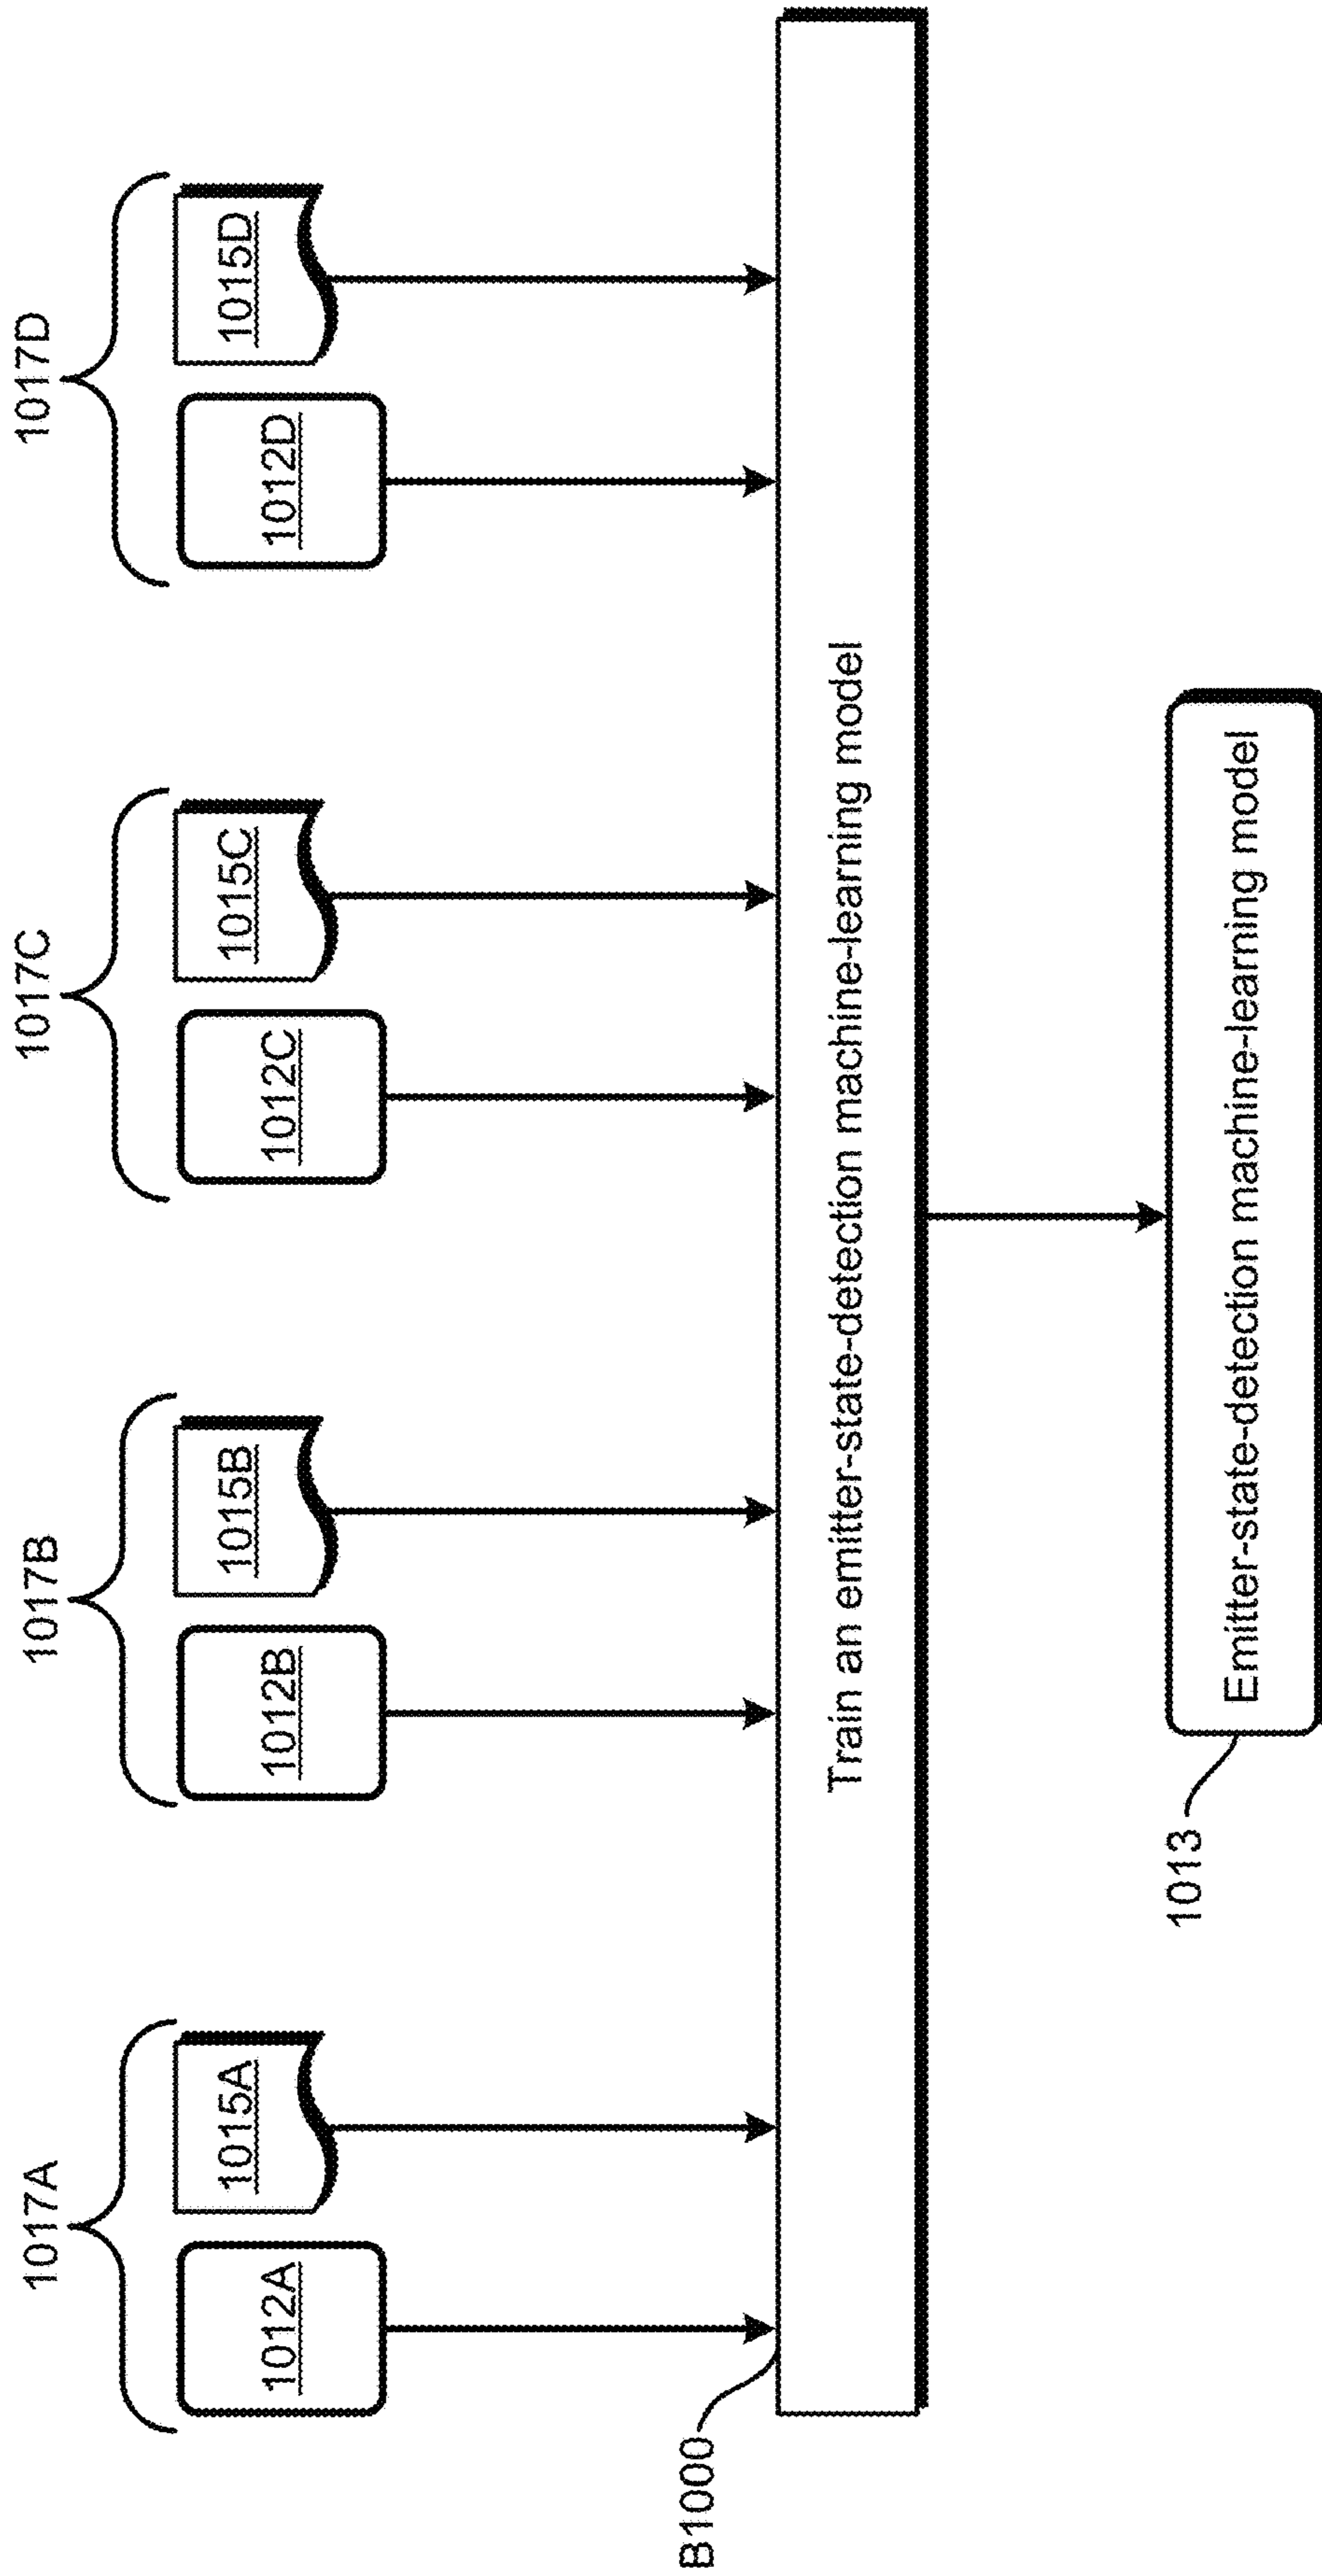 1017A
1017B
1017C
1017D
1012A
1015A
1012B
1015B
1012C
1015C
1012D
1015D
B1000
Train an emitter-state-detection machine-learning model
1013
Emitter-state-detection machine-learning model